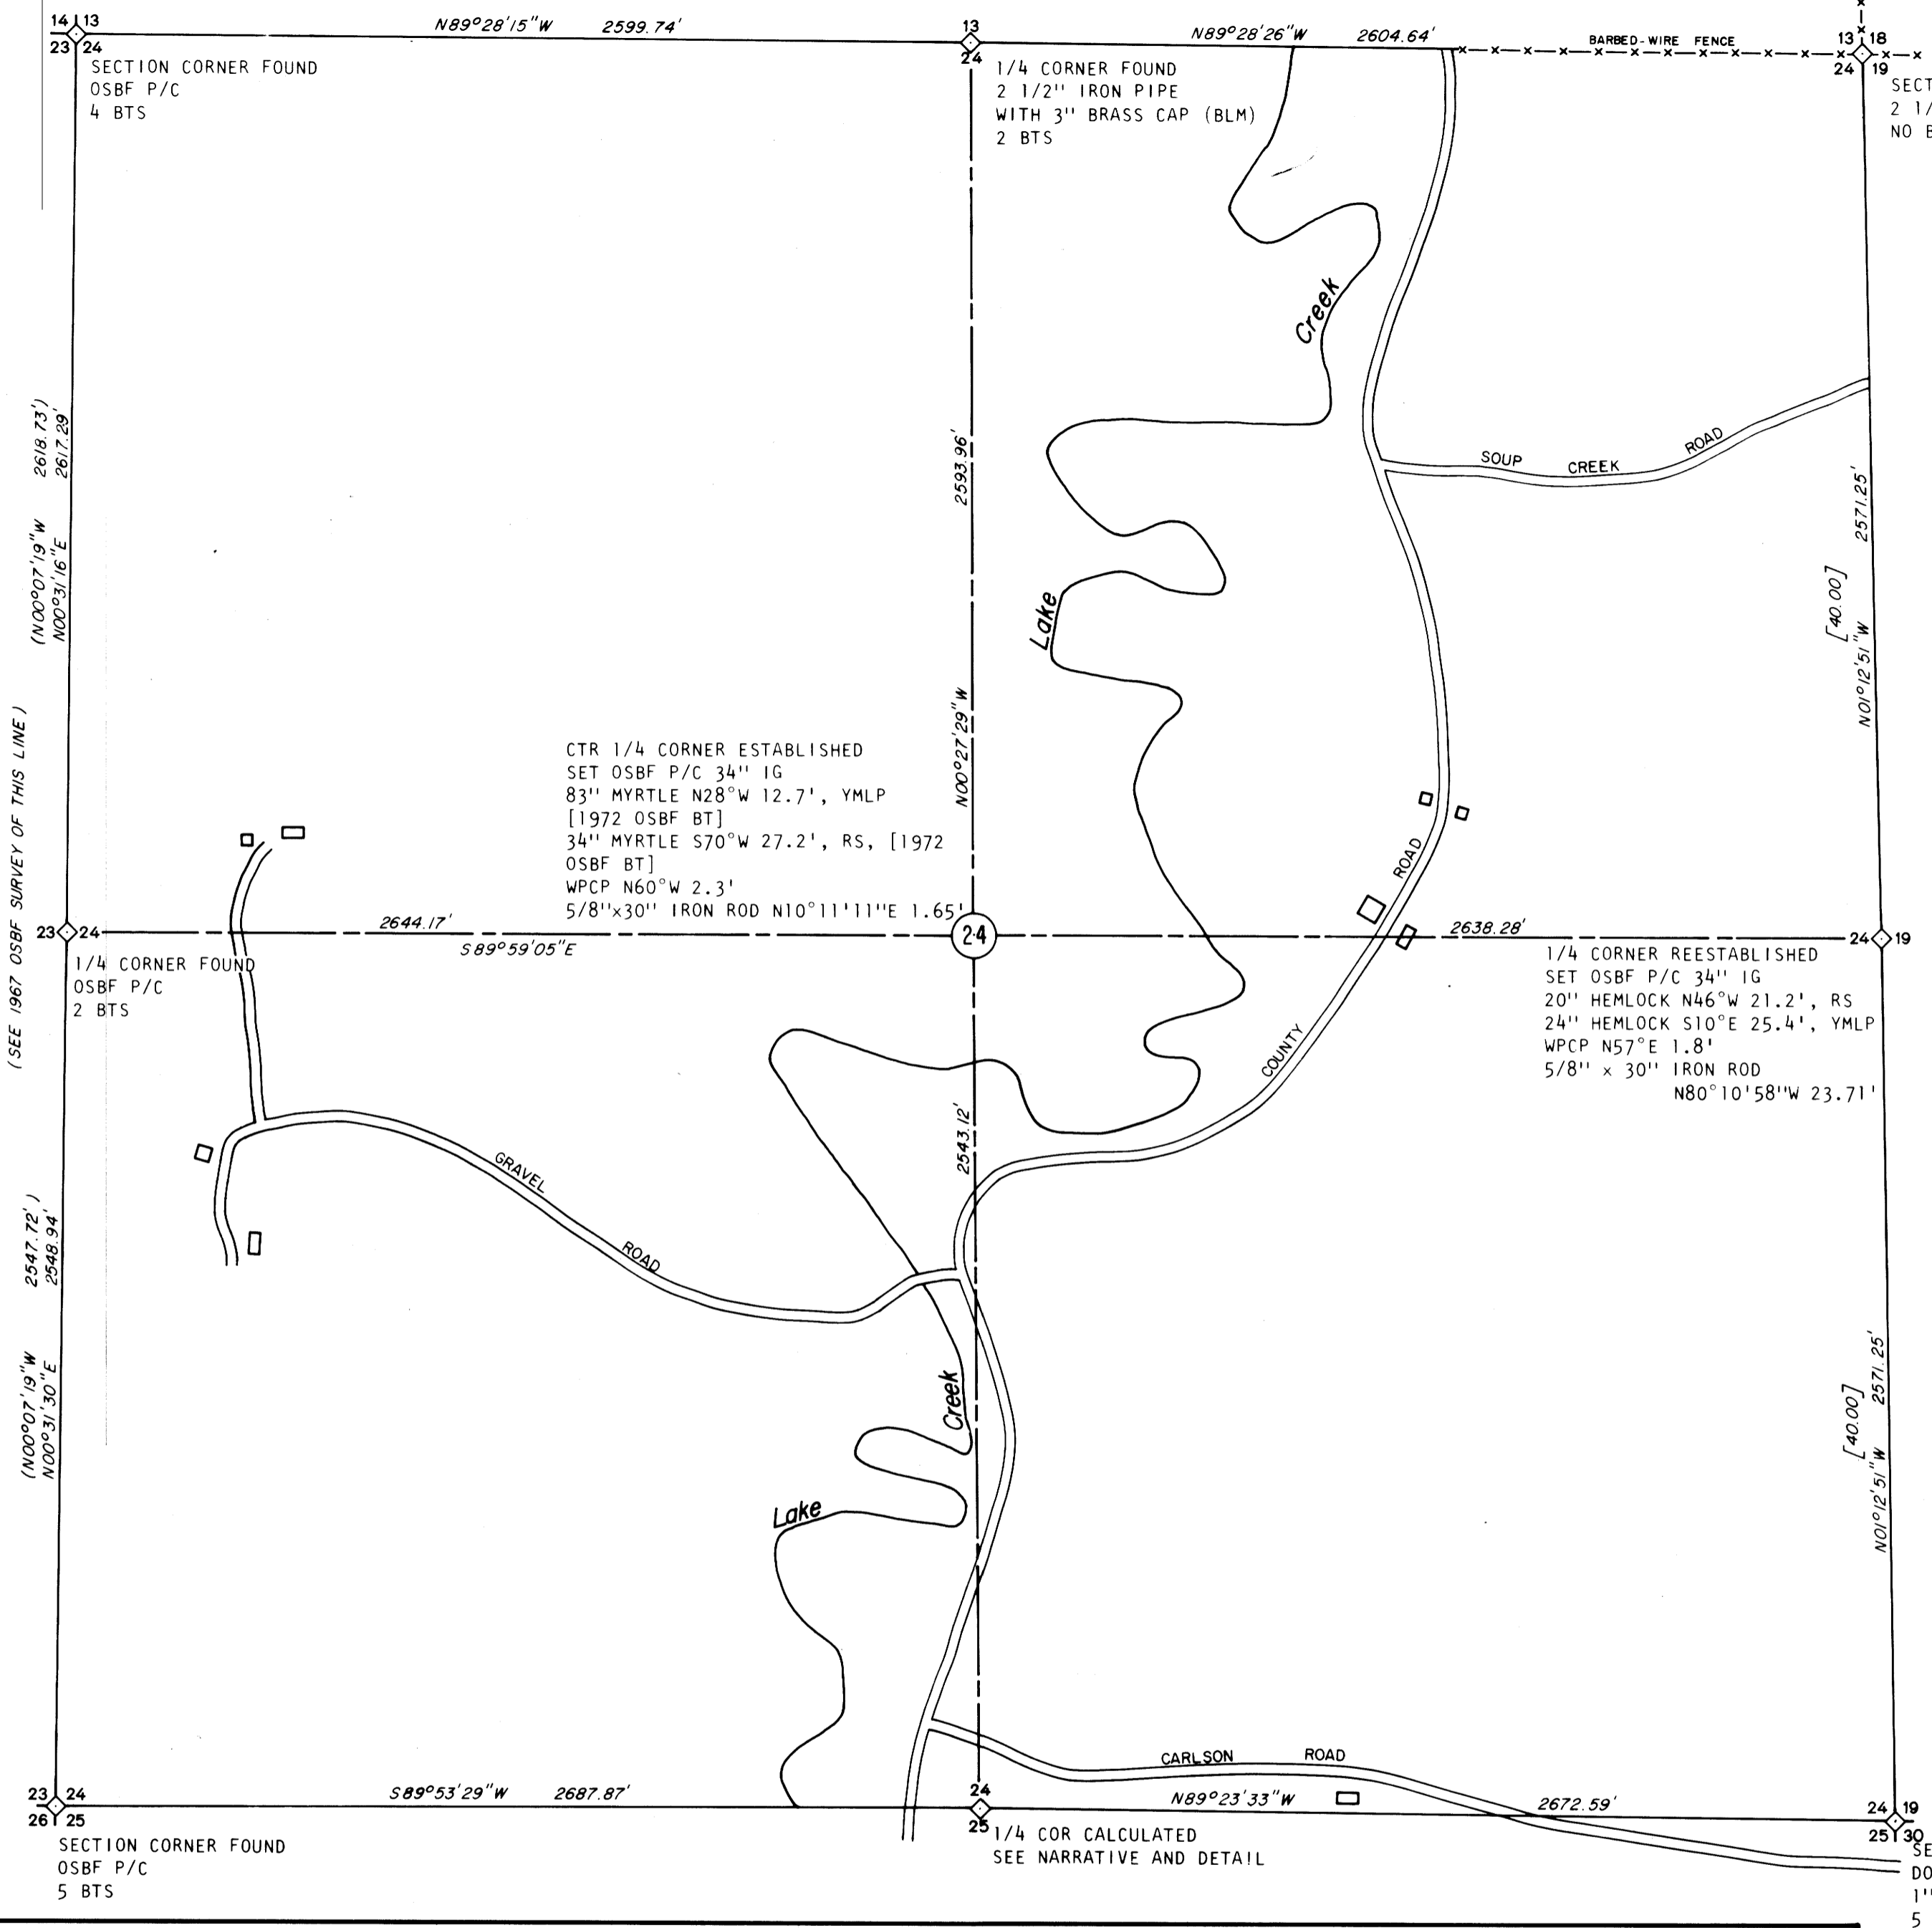 14 13
23 24
N89°28'15"W 2599.74'
13
24
N89°28'26"W 2604.64'
BARBED-WIRE FENCE
13 18
24 19
SECTION CORNER FOUND
OSBF P/C
4 BTS
1/4 CORNER FOUND
2 1/2" IRON PIPE
WITH 3" BRASS CAP (BLM)
2 BTS
SECT
2 1/
NO B
Creek
(N00°07'19"W 2618.73')
N00°31'16"E 2617.29'
2593.96'
N00°27'29"W
SOUP CREEK ROAD
2571.25'
[40.00]
N01°12'51"W
Lake
(SEE 1967 OSBF SURVEY OF THIS LINE)
CTR 1/4 CORNER ESTABLISHED
SET OSBF P/C 34" IG
83" MYRTLE N28°W 12.7', YMLP
[1972 OSBF BT]
34" MYRTLE S70°W 27.2', RS, [1972
OSBF BT]
WPCP N60°W 2.3'
5/8"x30" IRON ROD N10°11'11"E 1.65'
COUNTY ROAD
23 24
2644.17'
S89°59'05"E
24
2638.28'
24 19
1/4 CORNER FOUND
OSBF P/C
2 BTS
1/4 CORNER REESTABLISHED
SET OSBF P/C 34" IG
20" HEMLOCK N46°W 21.2', RS
24" HEMLOCK S10°E 25.4', YMLP
WPCP N57°E 1.8'
5/8" x 30" IRON ROD
N80°10'58"W 23.71'
2543.12'
GRAVEL ROAD
(N00°07'19"W 2547.72')
N00°31'30"E 2548.94'
Creek
Lake
2571.25'
[40.00]
N01°12'51"W
CARLSON ROAD
23 24
26 25
S89°53'29"W 2687.87'
24
25
N89°23'33"W 2672.59'
24 19
25 30
SECTION CORNER FOUND
OSBF P/C
5 BTS
1/4 COR CALCULATED
SEE NARRATIVE AND DETAIL
SE
DO
1"
5